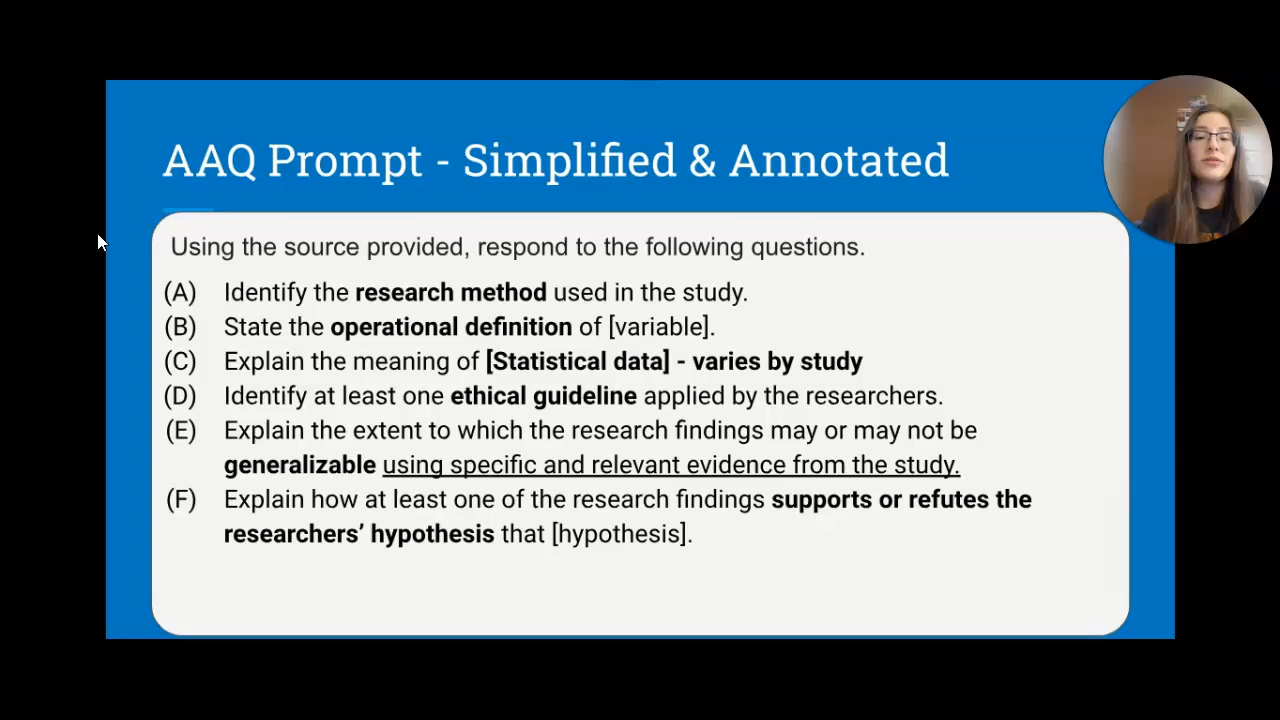 AAQ Prompt - Simplified & Annotated
Using the source provided, respond to the following questions.
(A) Identify the research method used in the study.
(B) State the operational definition of [variable].
(C) Explain the meaning of [Statistical data] - varies by study
(D) Identify at least one ethical guideline applied by the researchers.
(E) Explain the extent to which the research findings may or may not be
generalizable using specific and relevant evidence from the study.
(F) Explain how at least one of the research findings supports or refutes the
researchers’ hypothesis that [hypothesis].